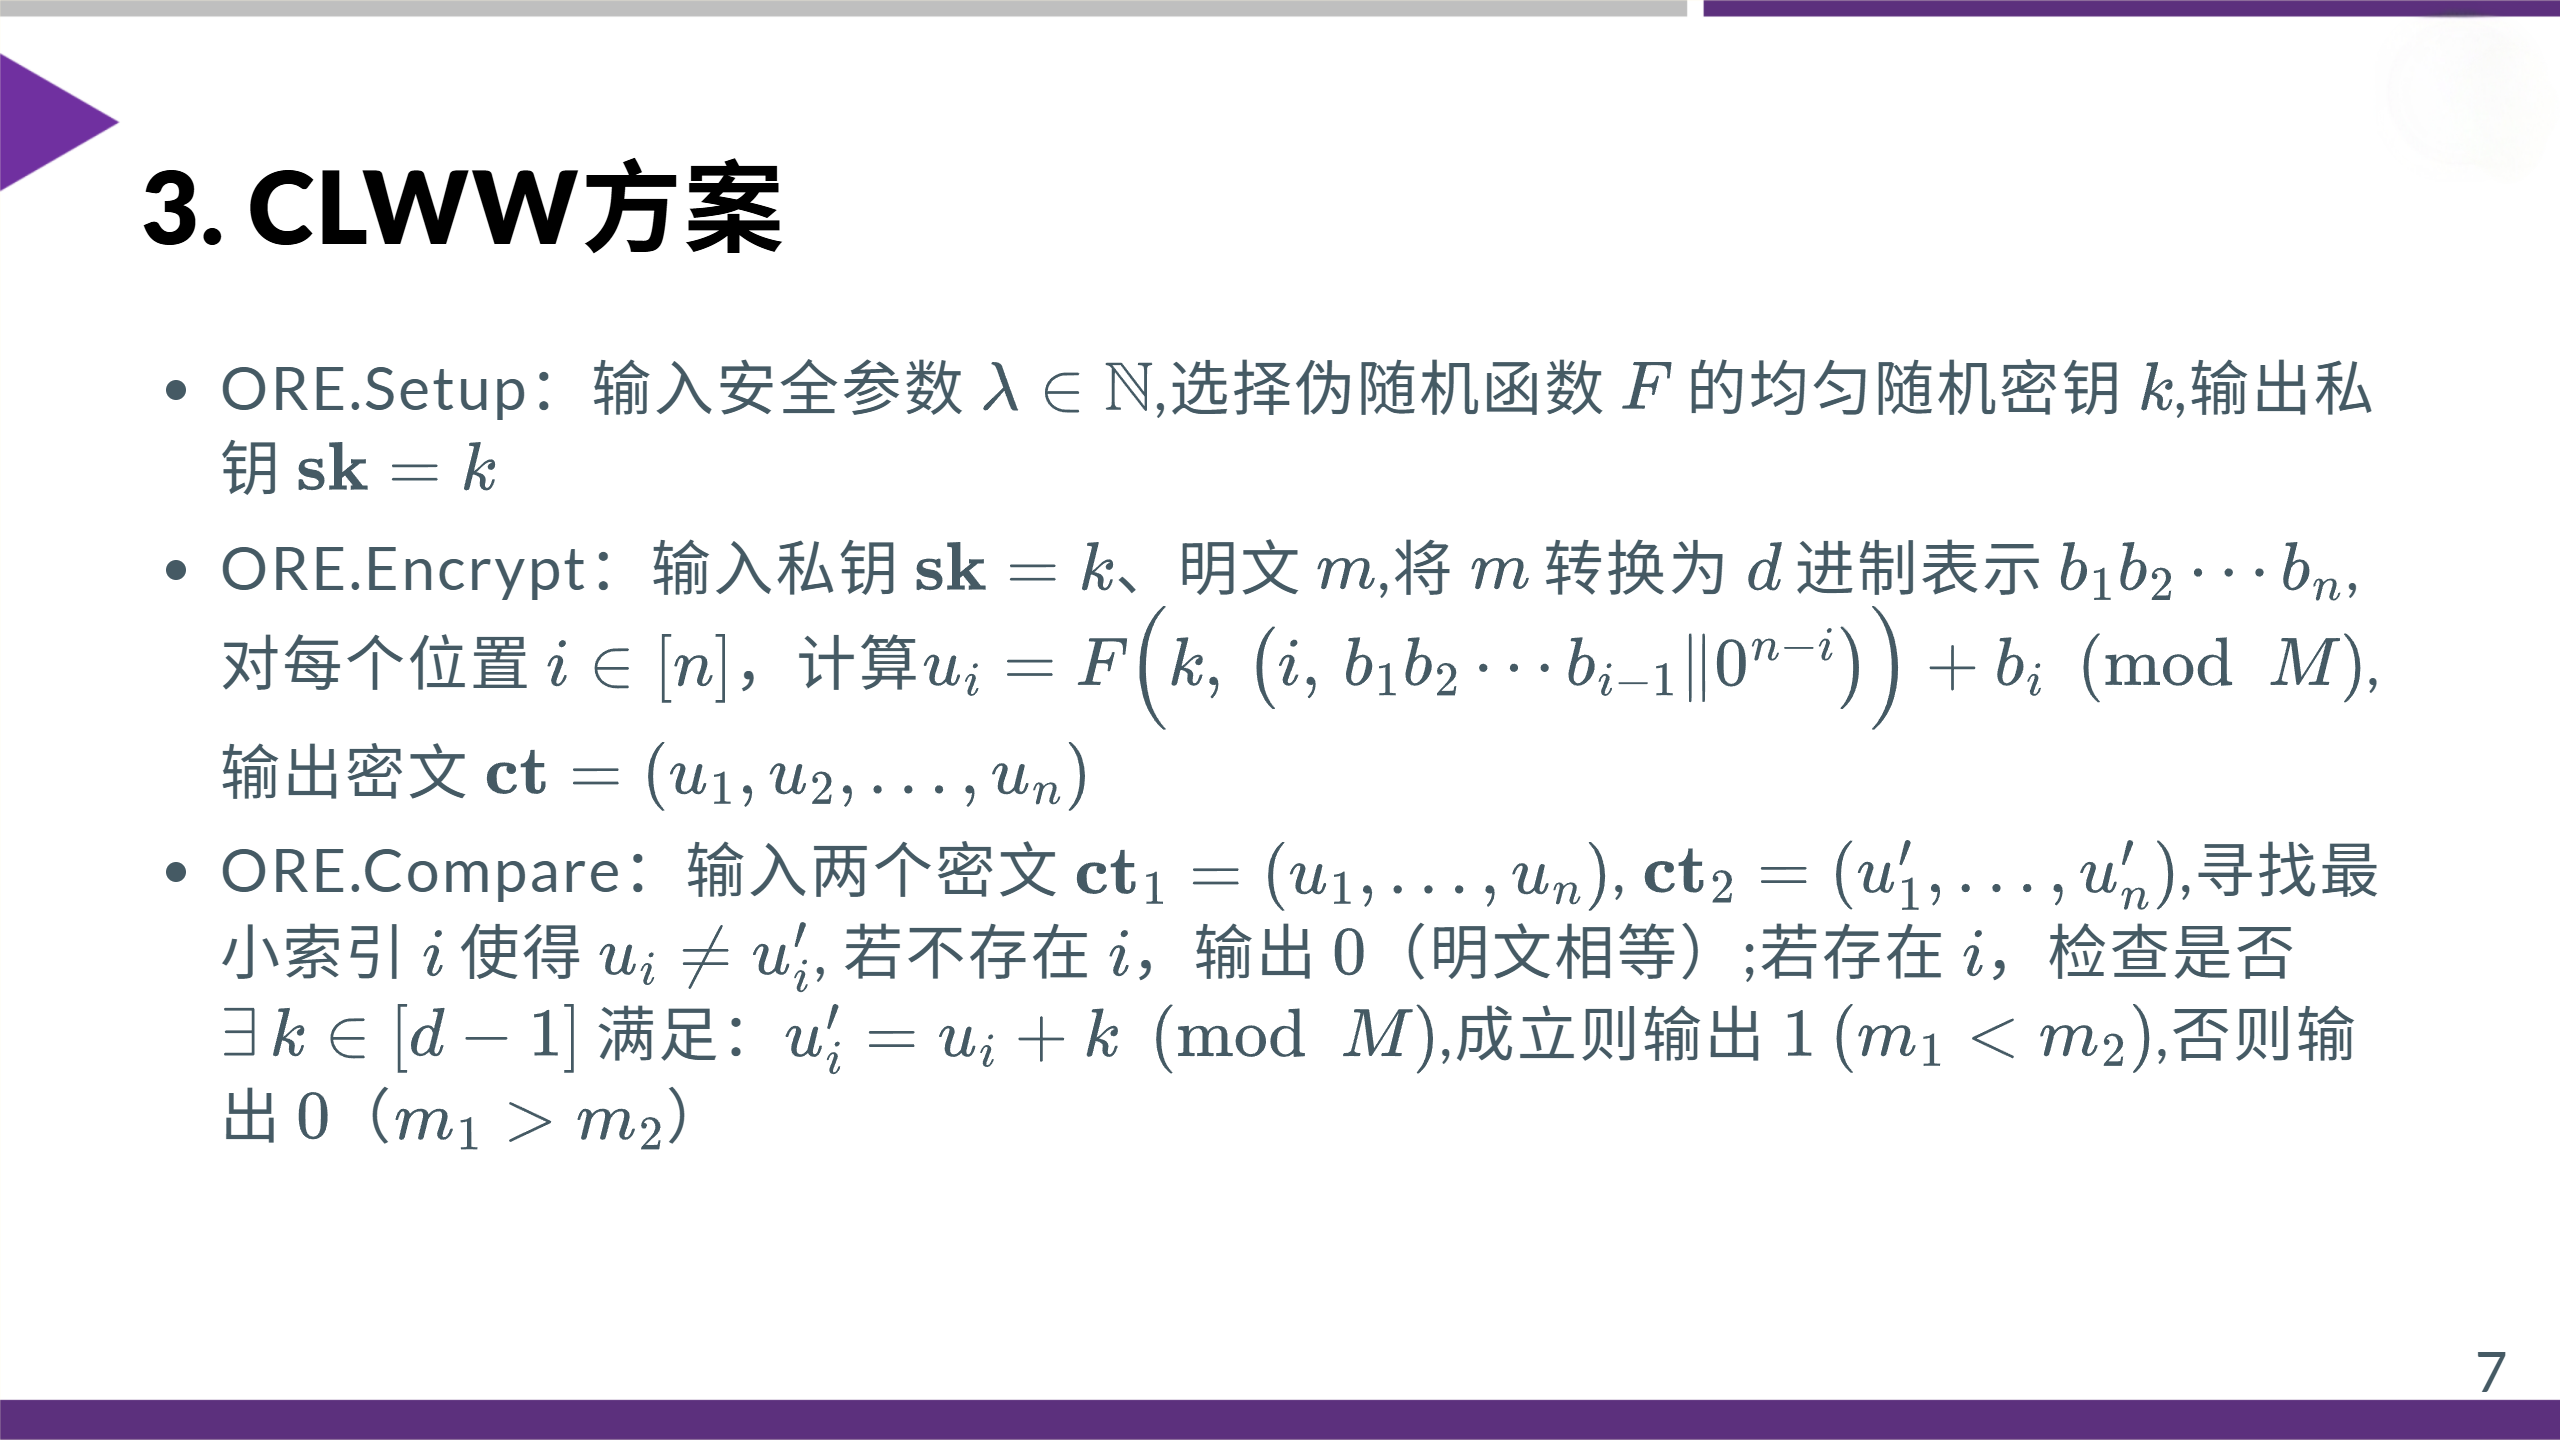 3. CLWW方案
• ORE.Setup：输入安全参数 λ ∈ ℕ,选择伪随机函数 F 的均匀随机密钥 k,输出私
钥 sk = k
• ORE.Encrypt：输入私钥 sk = k、明文 m,将 m 转换为 d 进制表示 b₁b₂ ⋯ bₙ,
对每个位置 i ∈ [n]，计算uᵢ = F(k, (i, b₁b₂ ⋯ bᵢ₋₁∥0ⁿ⁻ⁱ)) + bᵢ (mod M),
输出密文 ct = (u₁, u₂, . . . , uₙ)
• ORE.Compare：输入两个密文 ct₁ = (u₁, . . . , uₙ), ct₂ = (u′₁, . . . , u′ₙ),寻找最
小索引 i 使得 uᵢ ≠ u′ᵢ, 若不存在 i，输出 0（明文相等）;若存在 i，检查是否
∃ k ∈ [d − 1] 满足：u′ᵢ = uᵢ + k (mod M),成立则输出 1 (m₁ < m₂),否则输
出 0（m₁ > m₂）
7